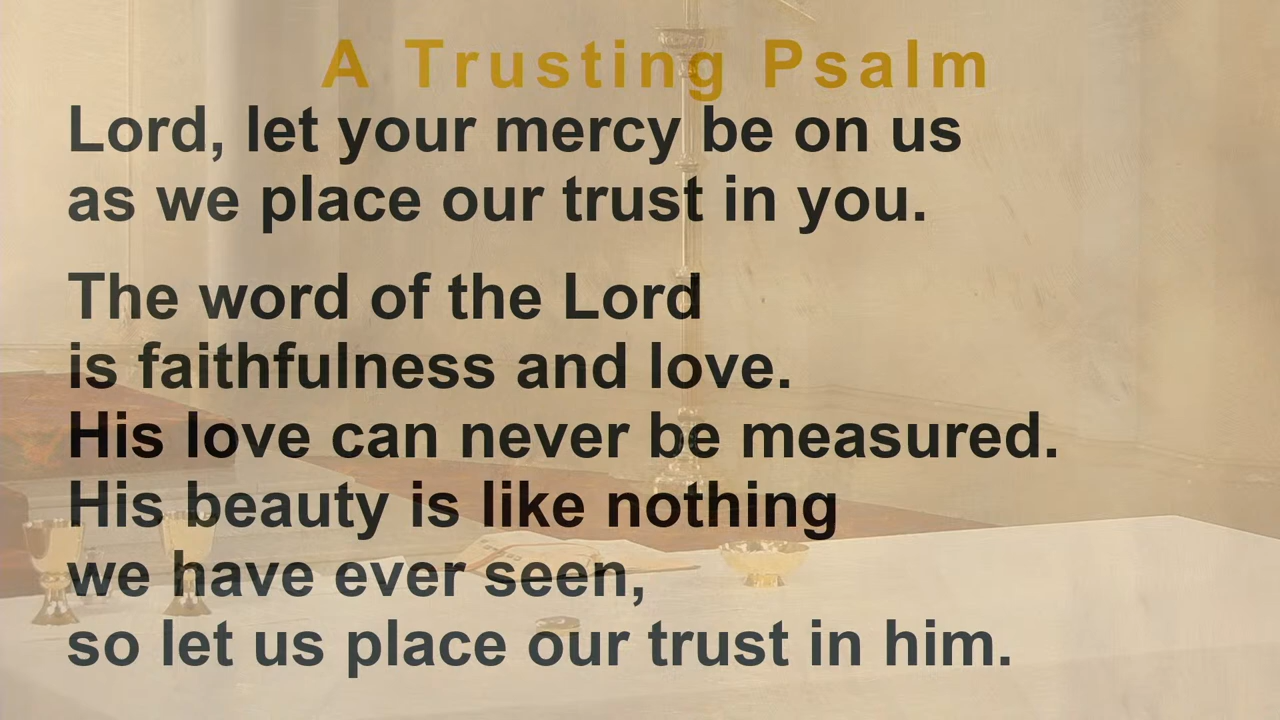 A Trusting Psalm
Lord, let your mercy be on us
as we place our trust in you.
The word of the Lord
is faithfulness and love.
His love can never be measured.
His beauty is like nothing
we have ever seen,
so let us place our trust in him.